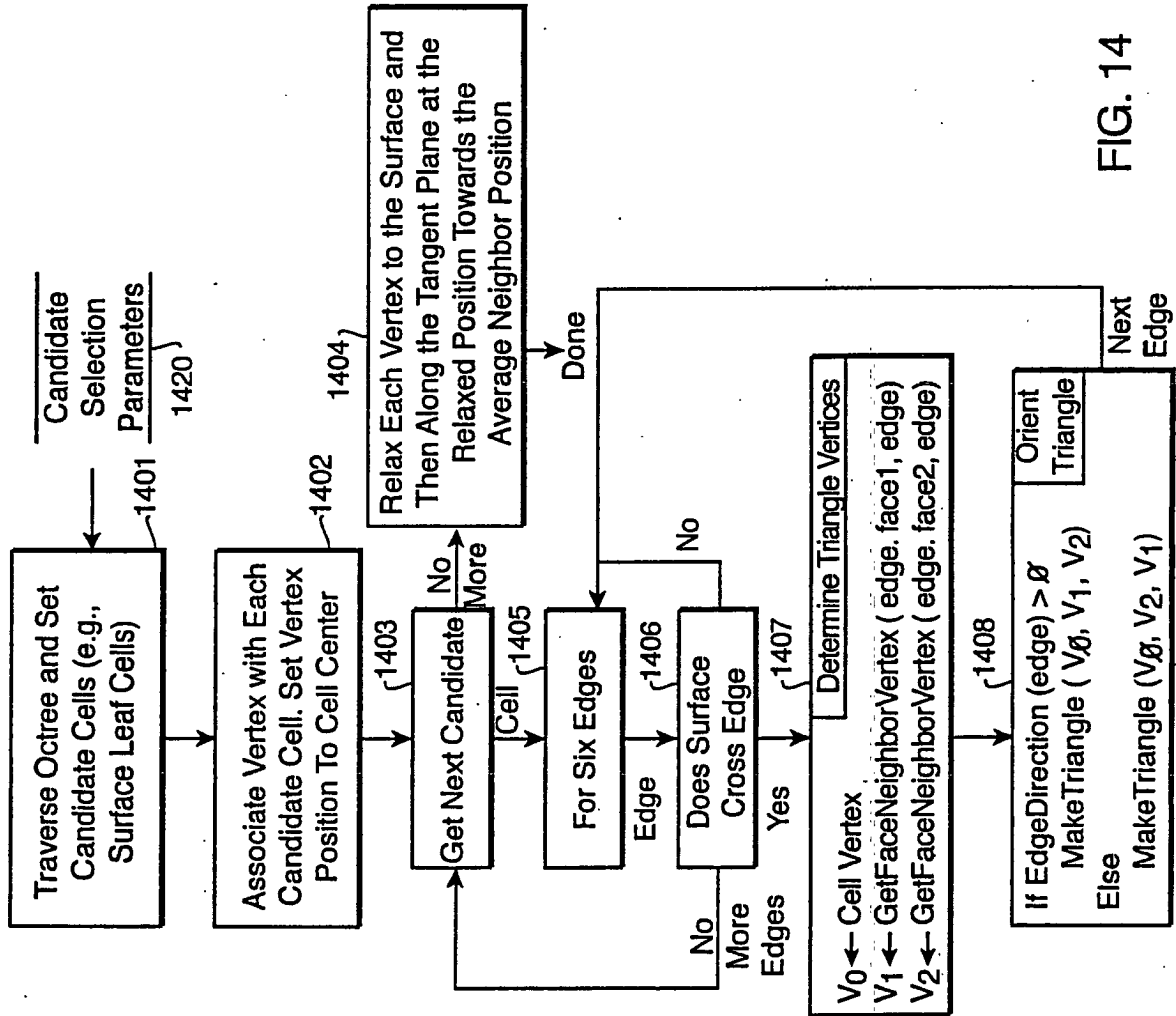 Candidate
Selection
Parameters
1420
Traverse Octree and Set
Candidate Cells (e.g.,
Surface Leaf Cells)
1401
Associate Vertex with Each
Candidate Cell. Set Vertex
Position To Cell Center
1402
1403
Get Next Candidate
No
More
Cell
1404
Relax Each Vertex to the Surface and
Then Along the Tangent Plane at the
Relaxed Position Towards the
Average Neighbor Position
Done
1405
For Six Edges
Edge
1406
Does Surface
Cross Edge
No
No
More
Edges
Yes
1407
Determine Triangle Vertices
V0 ← Cell Vertex
V1 ← GetFaceNeighborVertex ( edge. face1, edge)
V2 ← GetFaceNeighborVertex ( edge. face2, edge)
1408
Orient
Triangle
If EdgeDirection (edge) > Ø
MakeTriangle ( VØ, V1, V2)
Else
MakeTriangle (VØ, V2, V1)
Next
Edge
FIG. 14